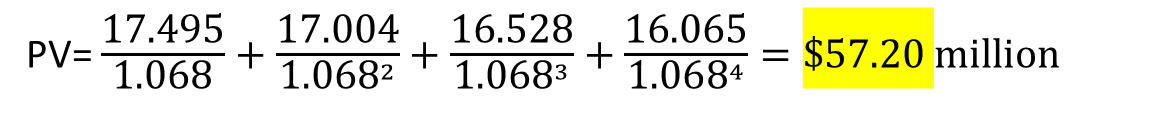 PV= 17.495/1.068 + 17.004/1.068² + 16.528/1.068³ + 16.065/1.068⁴ = $57.20 million